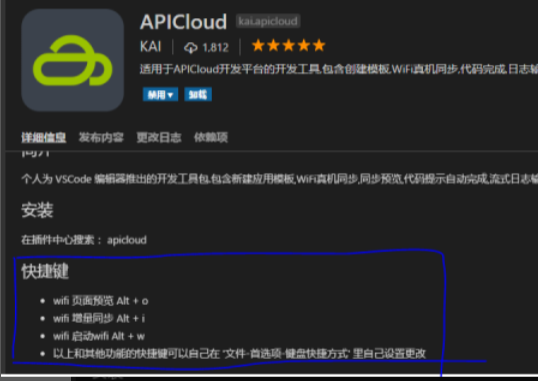 APICloud kai.apicloud
KAI 1,812
适用于APICloud开发平台的开发工具,包含创建模板,WiFi真机同步,代码完成,日志输
禁用 卸载
详细信息 发布内容 更改日志 依赖项
简介
个人为 VSCode 编辑器推出的开发工具包,包含新建应用模板,WiFi真机同步,同步预览,代码提示自动完成,流式日志输
安装
在插件中心搜索： apicloud
快捷键
wifi 页面预览 Alt + o
wifi 增量同步 Alt + i
wifi 启动wifi Alt + w
以上和其他功能的快捷键可以自己在 "文件-首选项-键盘快捷方式" 里自己设置更改